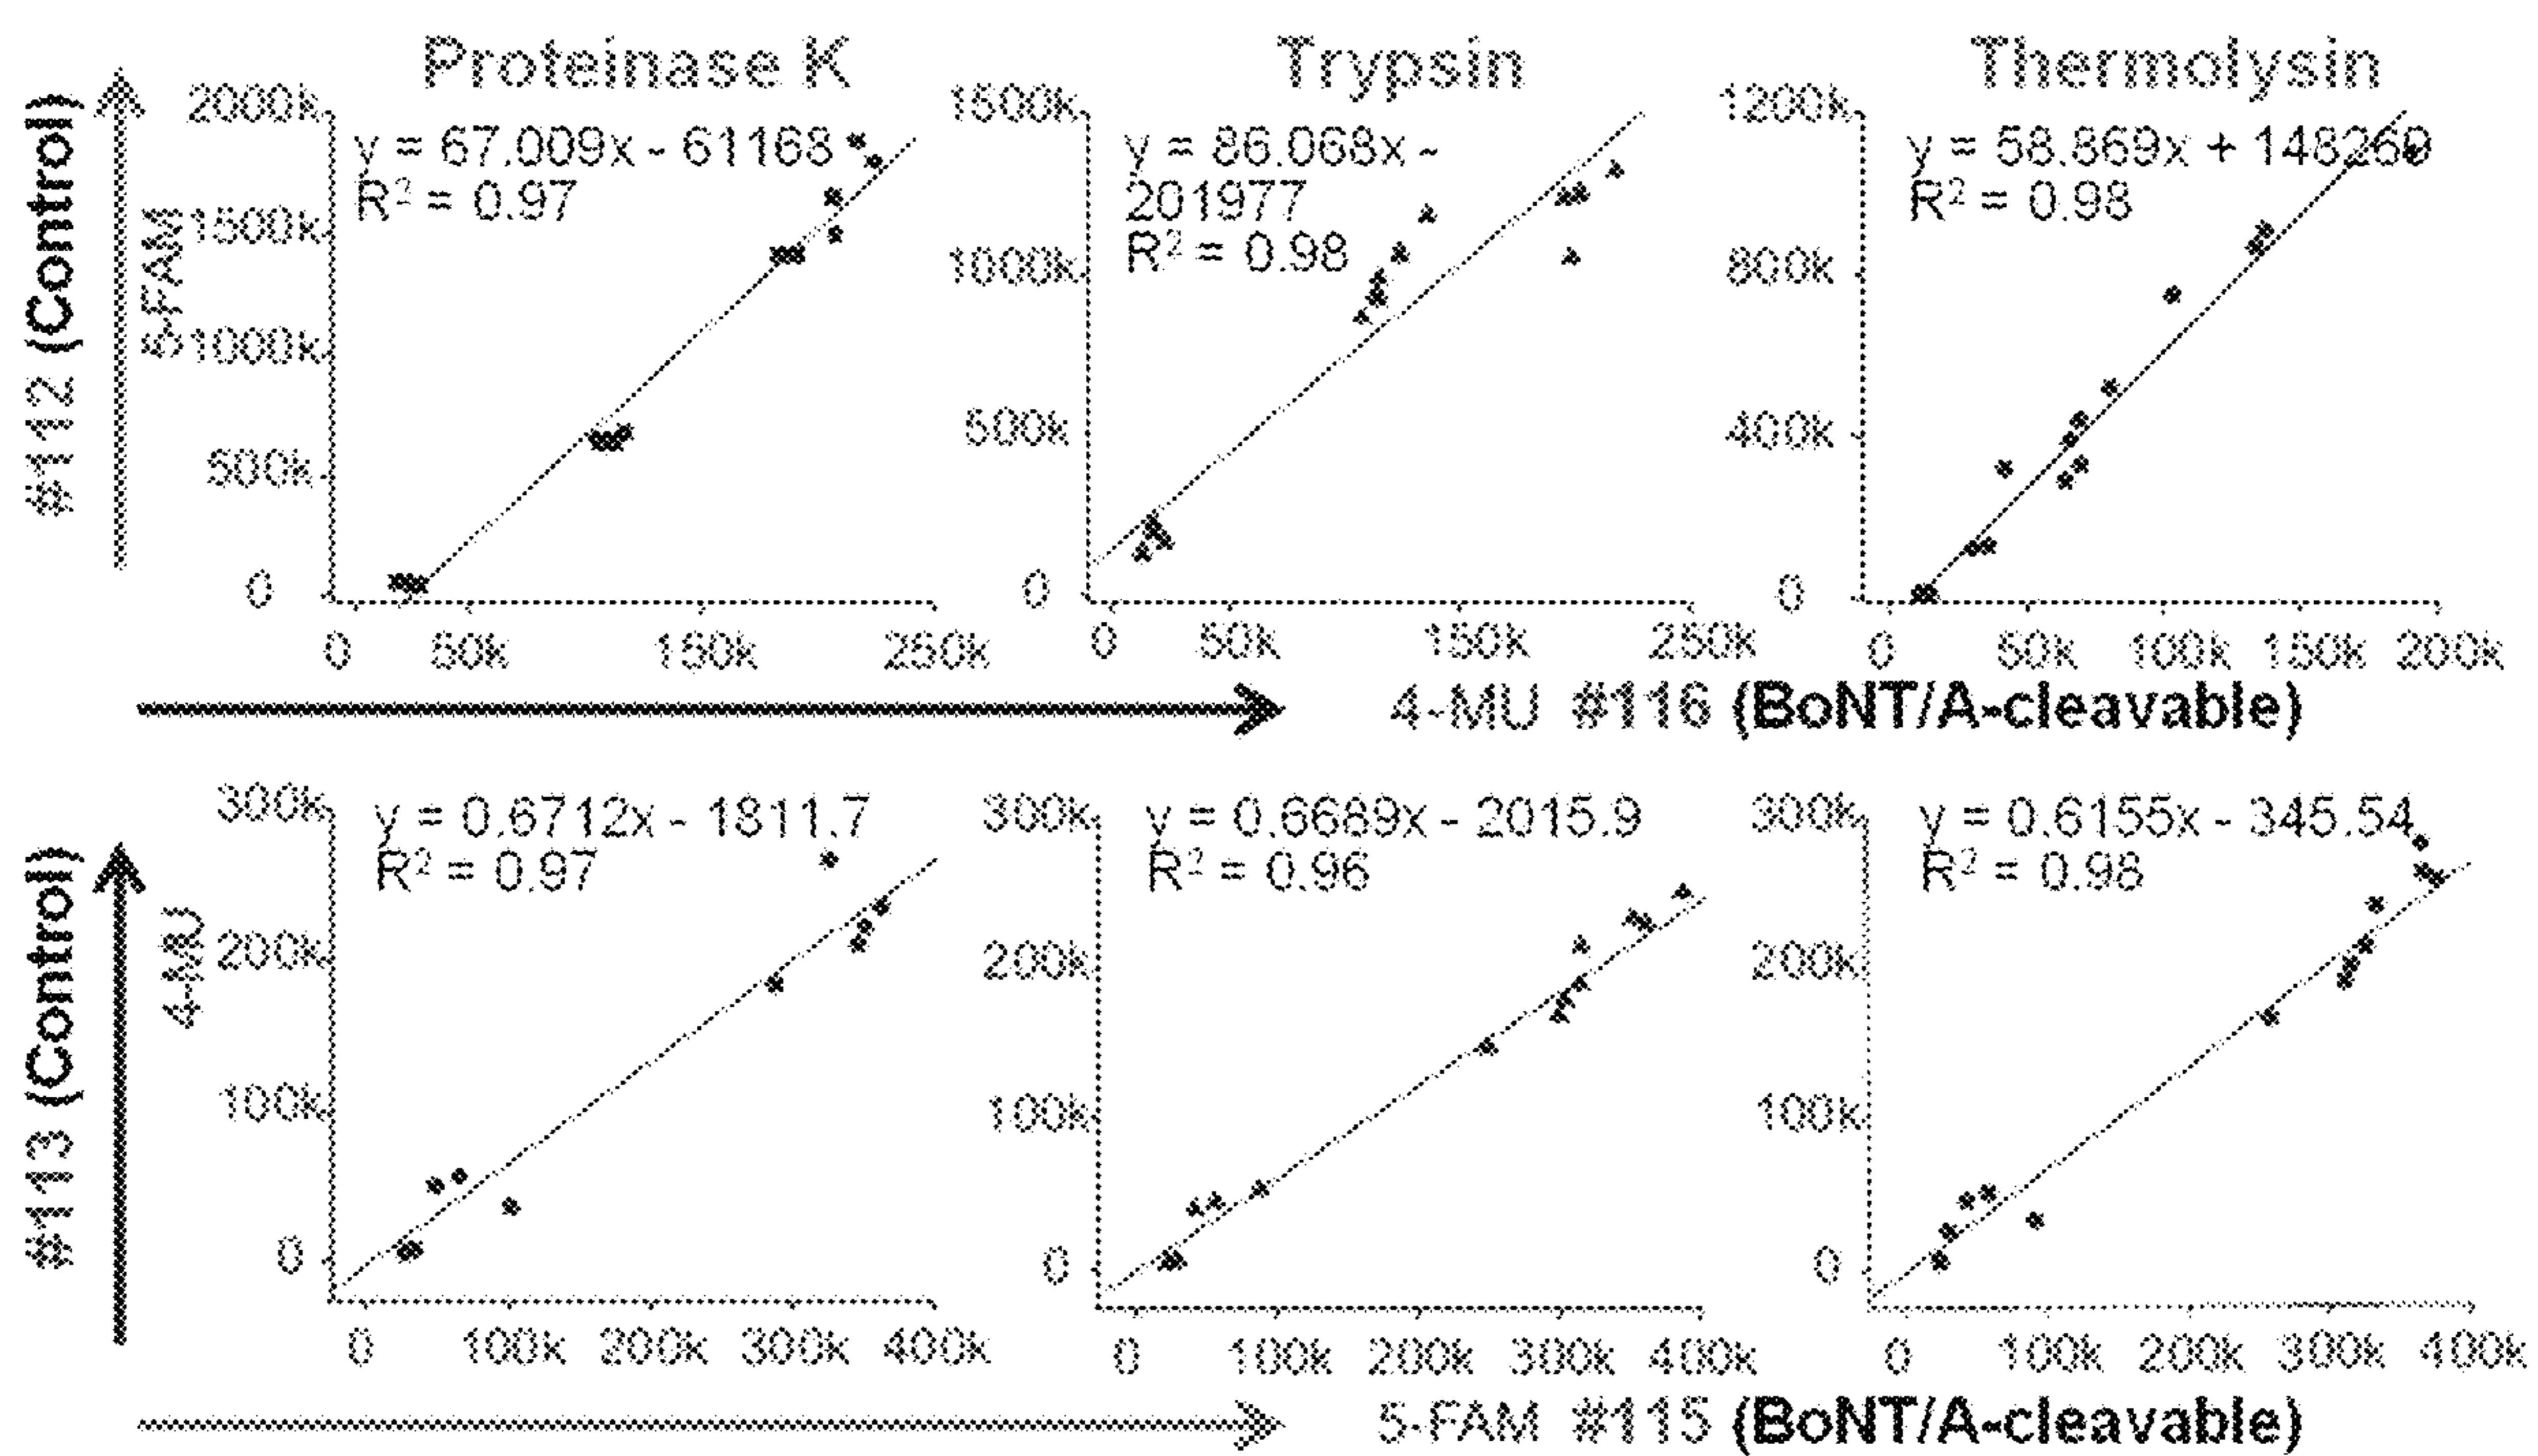 Proteinase K
Trypsin
Thermolysin
#112 (Control)
5-FAM
2000k
1500k
1000k
500k
0
y = 67.009x - 61168
R² = 0.97
0 50k 150k 250k
1500k
1000k
500k
0
y = 86.068x -
201977
R² = 0.98
0 50k 150k 250k
1200k
800k
400k
0
y = 58.869x + 148269
R² = 0.98
0 50k 100k 150k 200k
4-MU #116 (BoNT/A-cleavable)
#113 (Control)
4-MU
300k
200k
100k
0
y = 0.6712x - 1811.7
R² = 0.97
0 100k 200k 300k 400k
300k
200k
100k
0
y = 0.6689x - 2015.9
R² = 0.96
0 100k 200k 300k 400k
300k
200k
100k
0
y = 0.6155x - 345.54
R² = 0.98
0 100k 200k 300k 400k
5-FAM #115 (BoNT/A-cleavable)